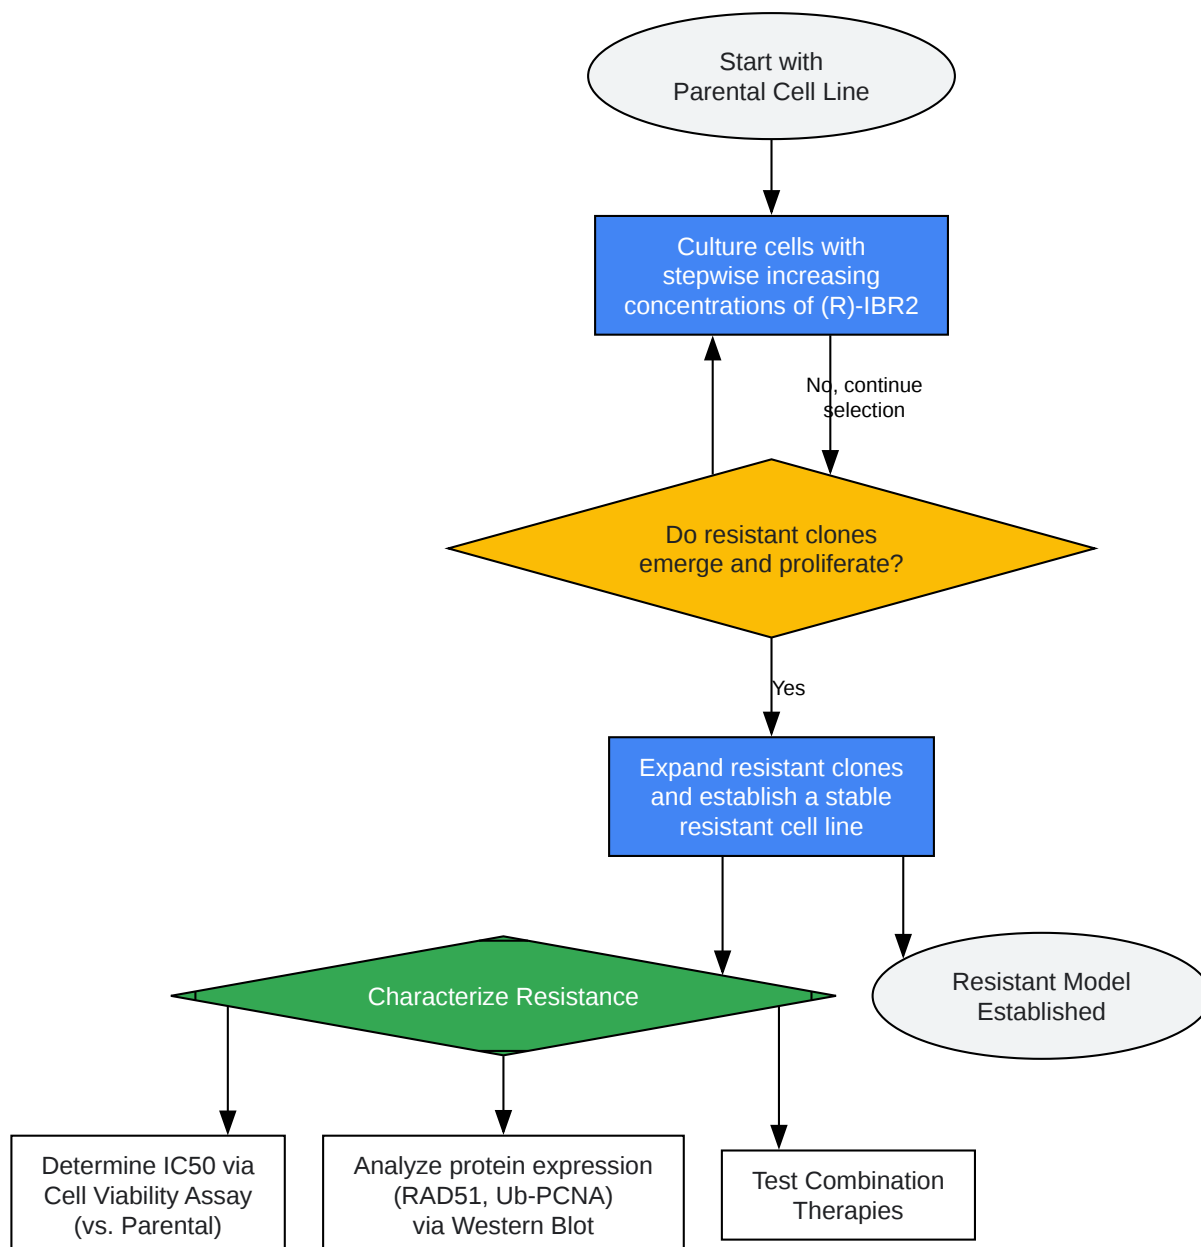 Start with
Parental Cell Line
Culture cells with
stepwise increasing
concentrations of (R)-IBR2
No, continue
selection
Do resistant clones
emerge and proliferate?
Yes
Expand resistant clones
and establish a stable
resistant cell line
Characterize Resistance
Resistant Model
Established
Determine IC50 via
Cell Viability Assay
(vs. Parental)
Analyze protein expression
(RAD51, Ub-PCNA)
via Western Blot
Test Combination
Therapies